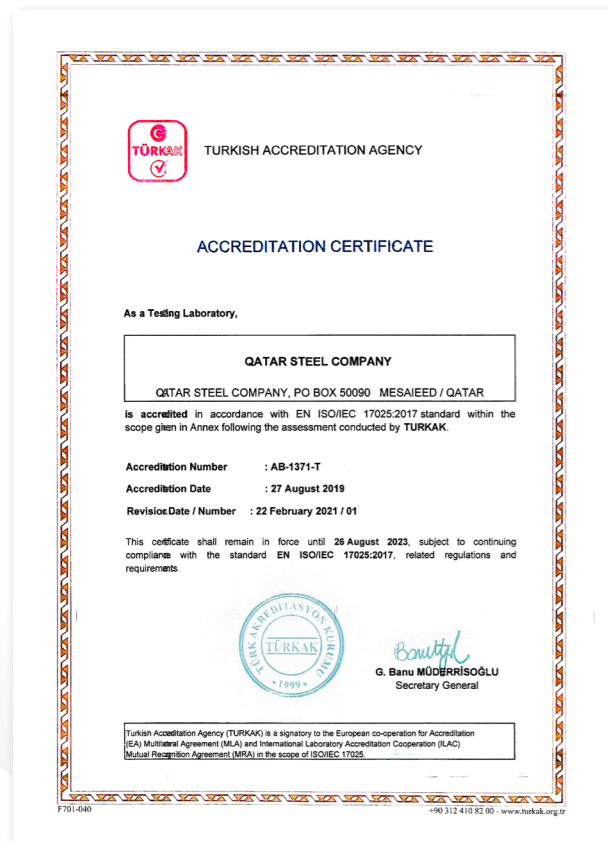 TÜRKAK
TURKISH ACCREDITATION AGENCY
ACCREDITATION CERTIFICATE
As a Testing Laboratory,
QATAR STEEL COMPANY
QATAR STEEL COMPANY, PO BOX 50090 MESAIEED / QATAR
is accredited in accordance with EN ISO/IEC 17025:2017 standard within the
scope given in Annex following the assessment conducted by TURKAK.
Accreditation Number : AB-1371-T
Accreditation Date : 27 August 2019
Revision Date / Number : 22 February 2021 / 01
This certificate shall remain in force until 26 August 2023, subject to continuing
compliance with the standard EN ISO/IEC 17025:2017, related regulations and
requirements.
TÜRK AKREDİTASYON KURUMU
TÜRKAK
1999
G. Banu MÜDERRİSOĞLU
Secretary General
Turkish Accreditation Agency (TURKAK) is a signatory to the European co-operation for Accreditation
(EA) Multilateral Agreement (MLA) and International Laboratory Accreditation Cooperation (ILAC)
Mutual Recognition Agreement (MRA) in the scope of ISO/IEC 17025.
F701-040
+90 312 410 82 00 - www.turkak.org.tr